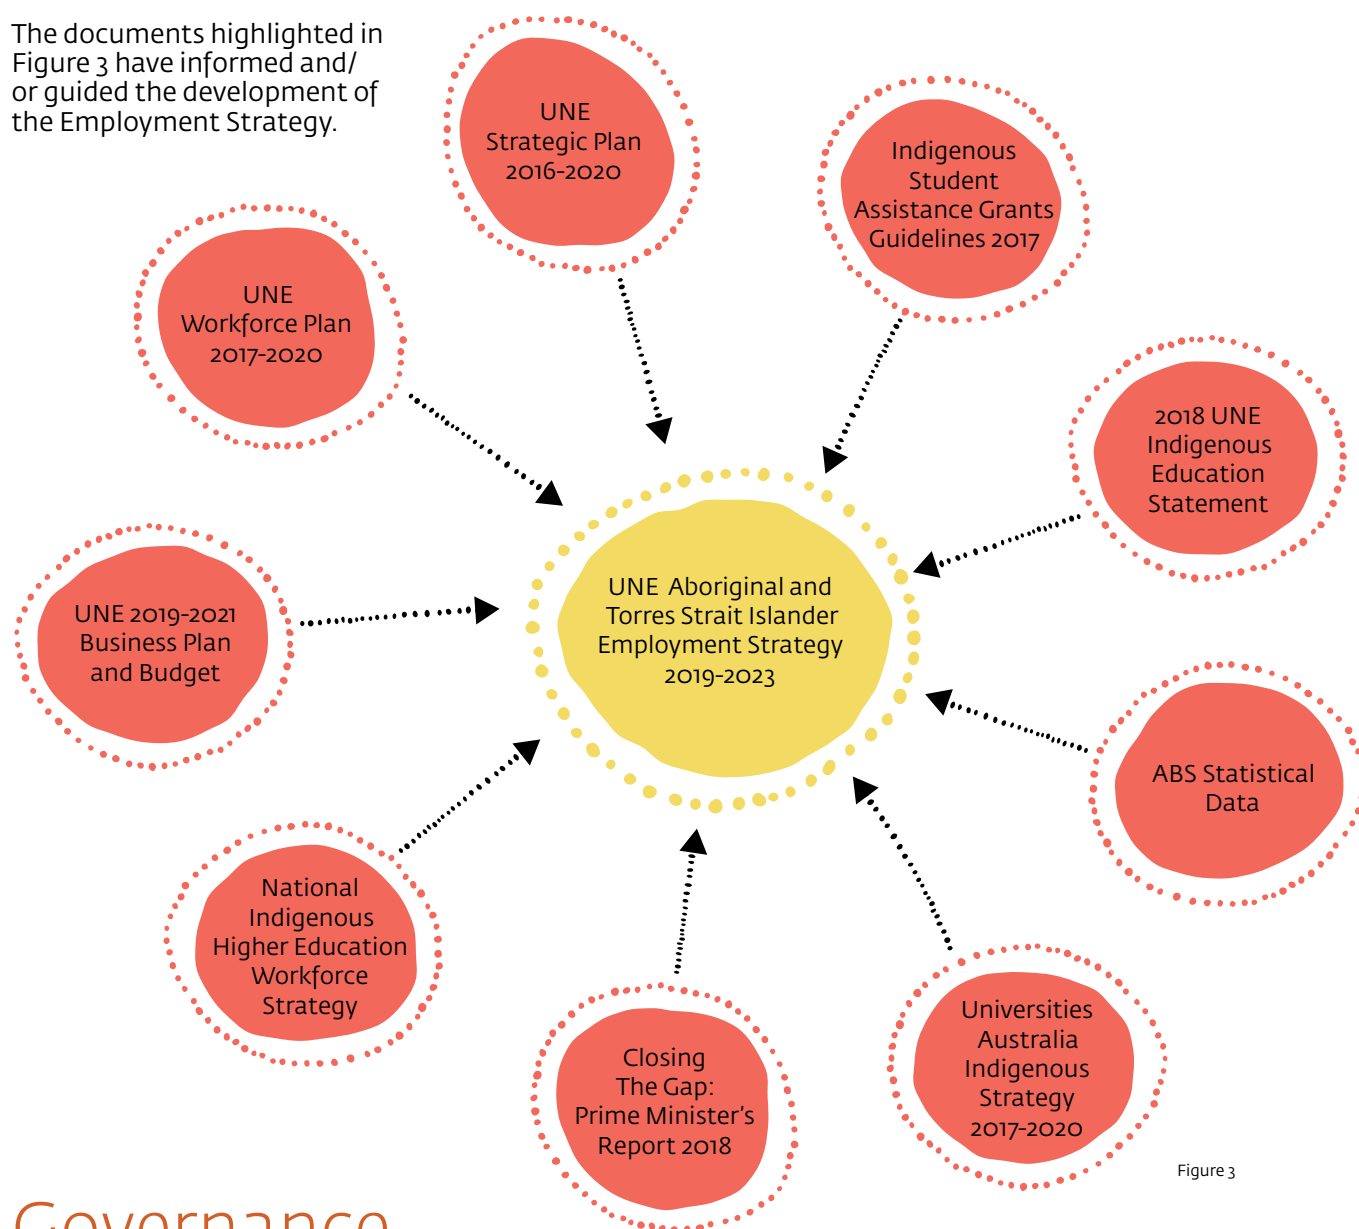 The documents highlighted in
Figure 3 have informed and/
or guided the development of
the Employment Strategy.
UNE
Strategic Plan
2016-2020
Indigenous
Student
Assistance Grants
Guidelines 2017
UNE
Workforce Plan
2017-2020
2018 UNE
Indigenous
Education
Statement
UNE 2019-2021
Business Plan
and Budget
UNE Aboriginal and
Torres Strait Islander
Employment Strategy
2019-2023
ABS Statistical
Data
National
Indigenous
Higher Education
Workforce
Strategy
Closing
The Gap:
Prime Minister's
Report 2018
Universities
Australia
Indigenous
Strategy
2017-2020
Figure 3
Governance